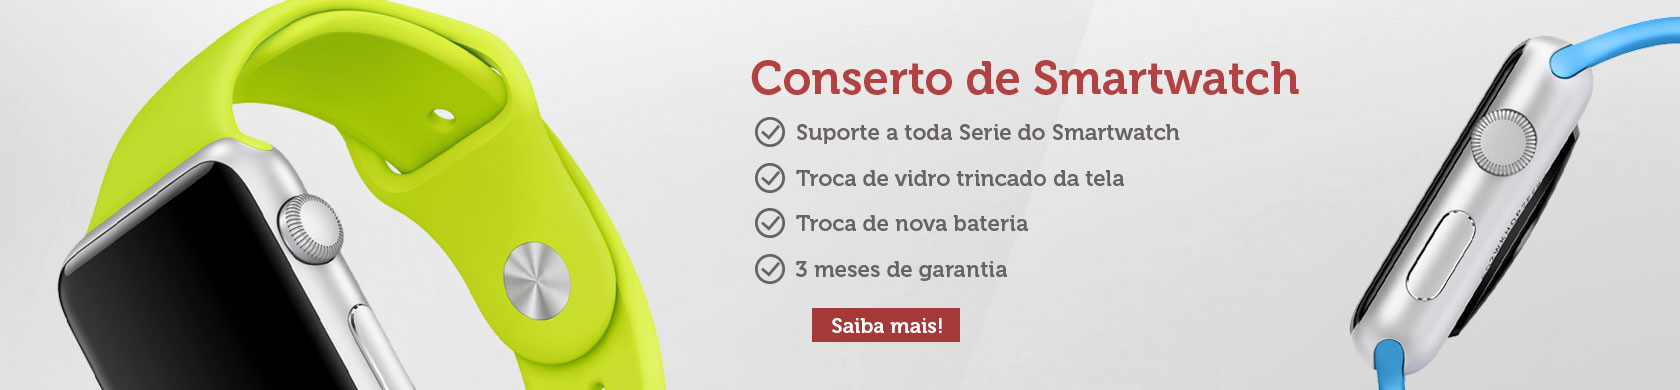 Conserto de Smartwatch
Suporte a toda Serie do Smartwatch
Troca de vidro trincado da tela
Troca de nova bateria
3 meses de garantia
Saiba mais!